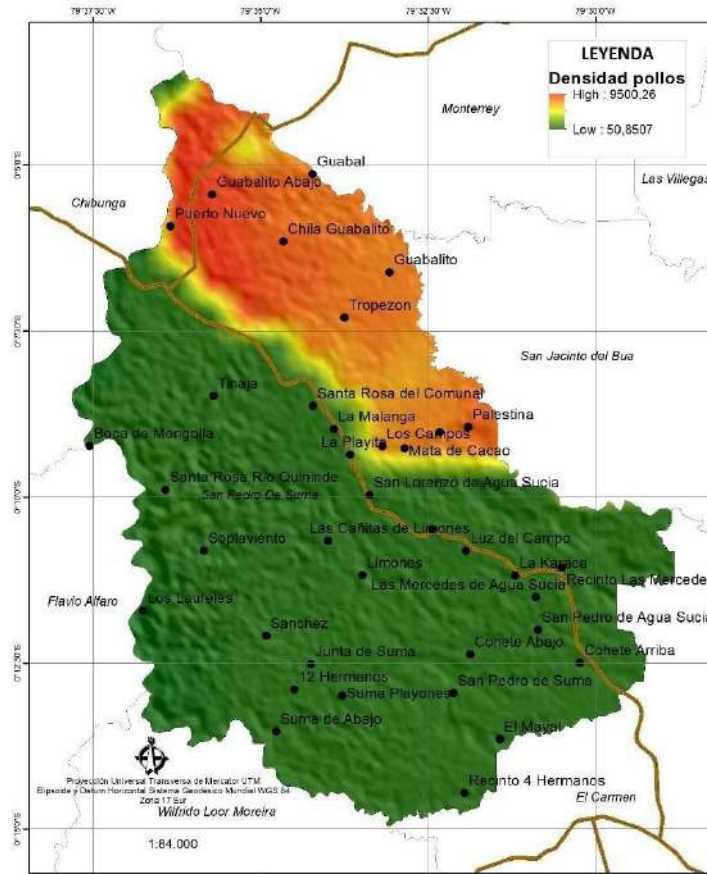 79°37'30"W 79°35'0"W 79°32'30"W 79°30'0"W
LEYENDA
Densidad pollos
High : 9500,26
Low : 50,8507
Monterrey
Guabal
Las Villegas
Guabalito Abajo
Chibunga
Puerto Nuevo
Chila Guabalito
Guabalito
Tropezon
San Jacinto del Bua
Tinaja
Santa Rosa del Comunal
La Malanga
Palestina
Boca de Mongolla
La Playita
Los Campos
Mata de Cacao
Santa Rosa Rio Quininde
San Pedro De Suma
San Lorenzo de Agua Sucia
Las Cañitas de Limones
Soplaviento
Luz del Campo
Limones
La Karaca
Las Mercedes de Agua Sucia
Recinto Las Mercede
Flavio Alfaro
Los Laureles
San Pedro de Agua Sucia
Sanchez
Cohete Abajo
Cohete Arriba
Junta de Suma
12 Hermanos
Suma Playones
San Pedro de Suma
Suma de Abajo
El Mayal
Proyección Universal Transversa de Mercator UTM
Elipsoide y Datum Horizontal Sistema Geodésico Mundial WGS 84
Zona 17 Sur
Recinto 4 Hermanos
El Carmen
Wilfrido Loor Moreira
1:84.000